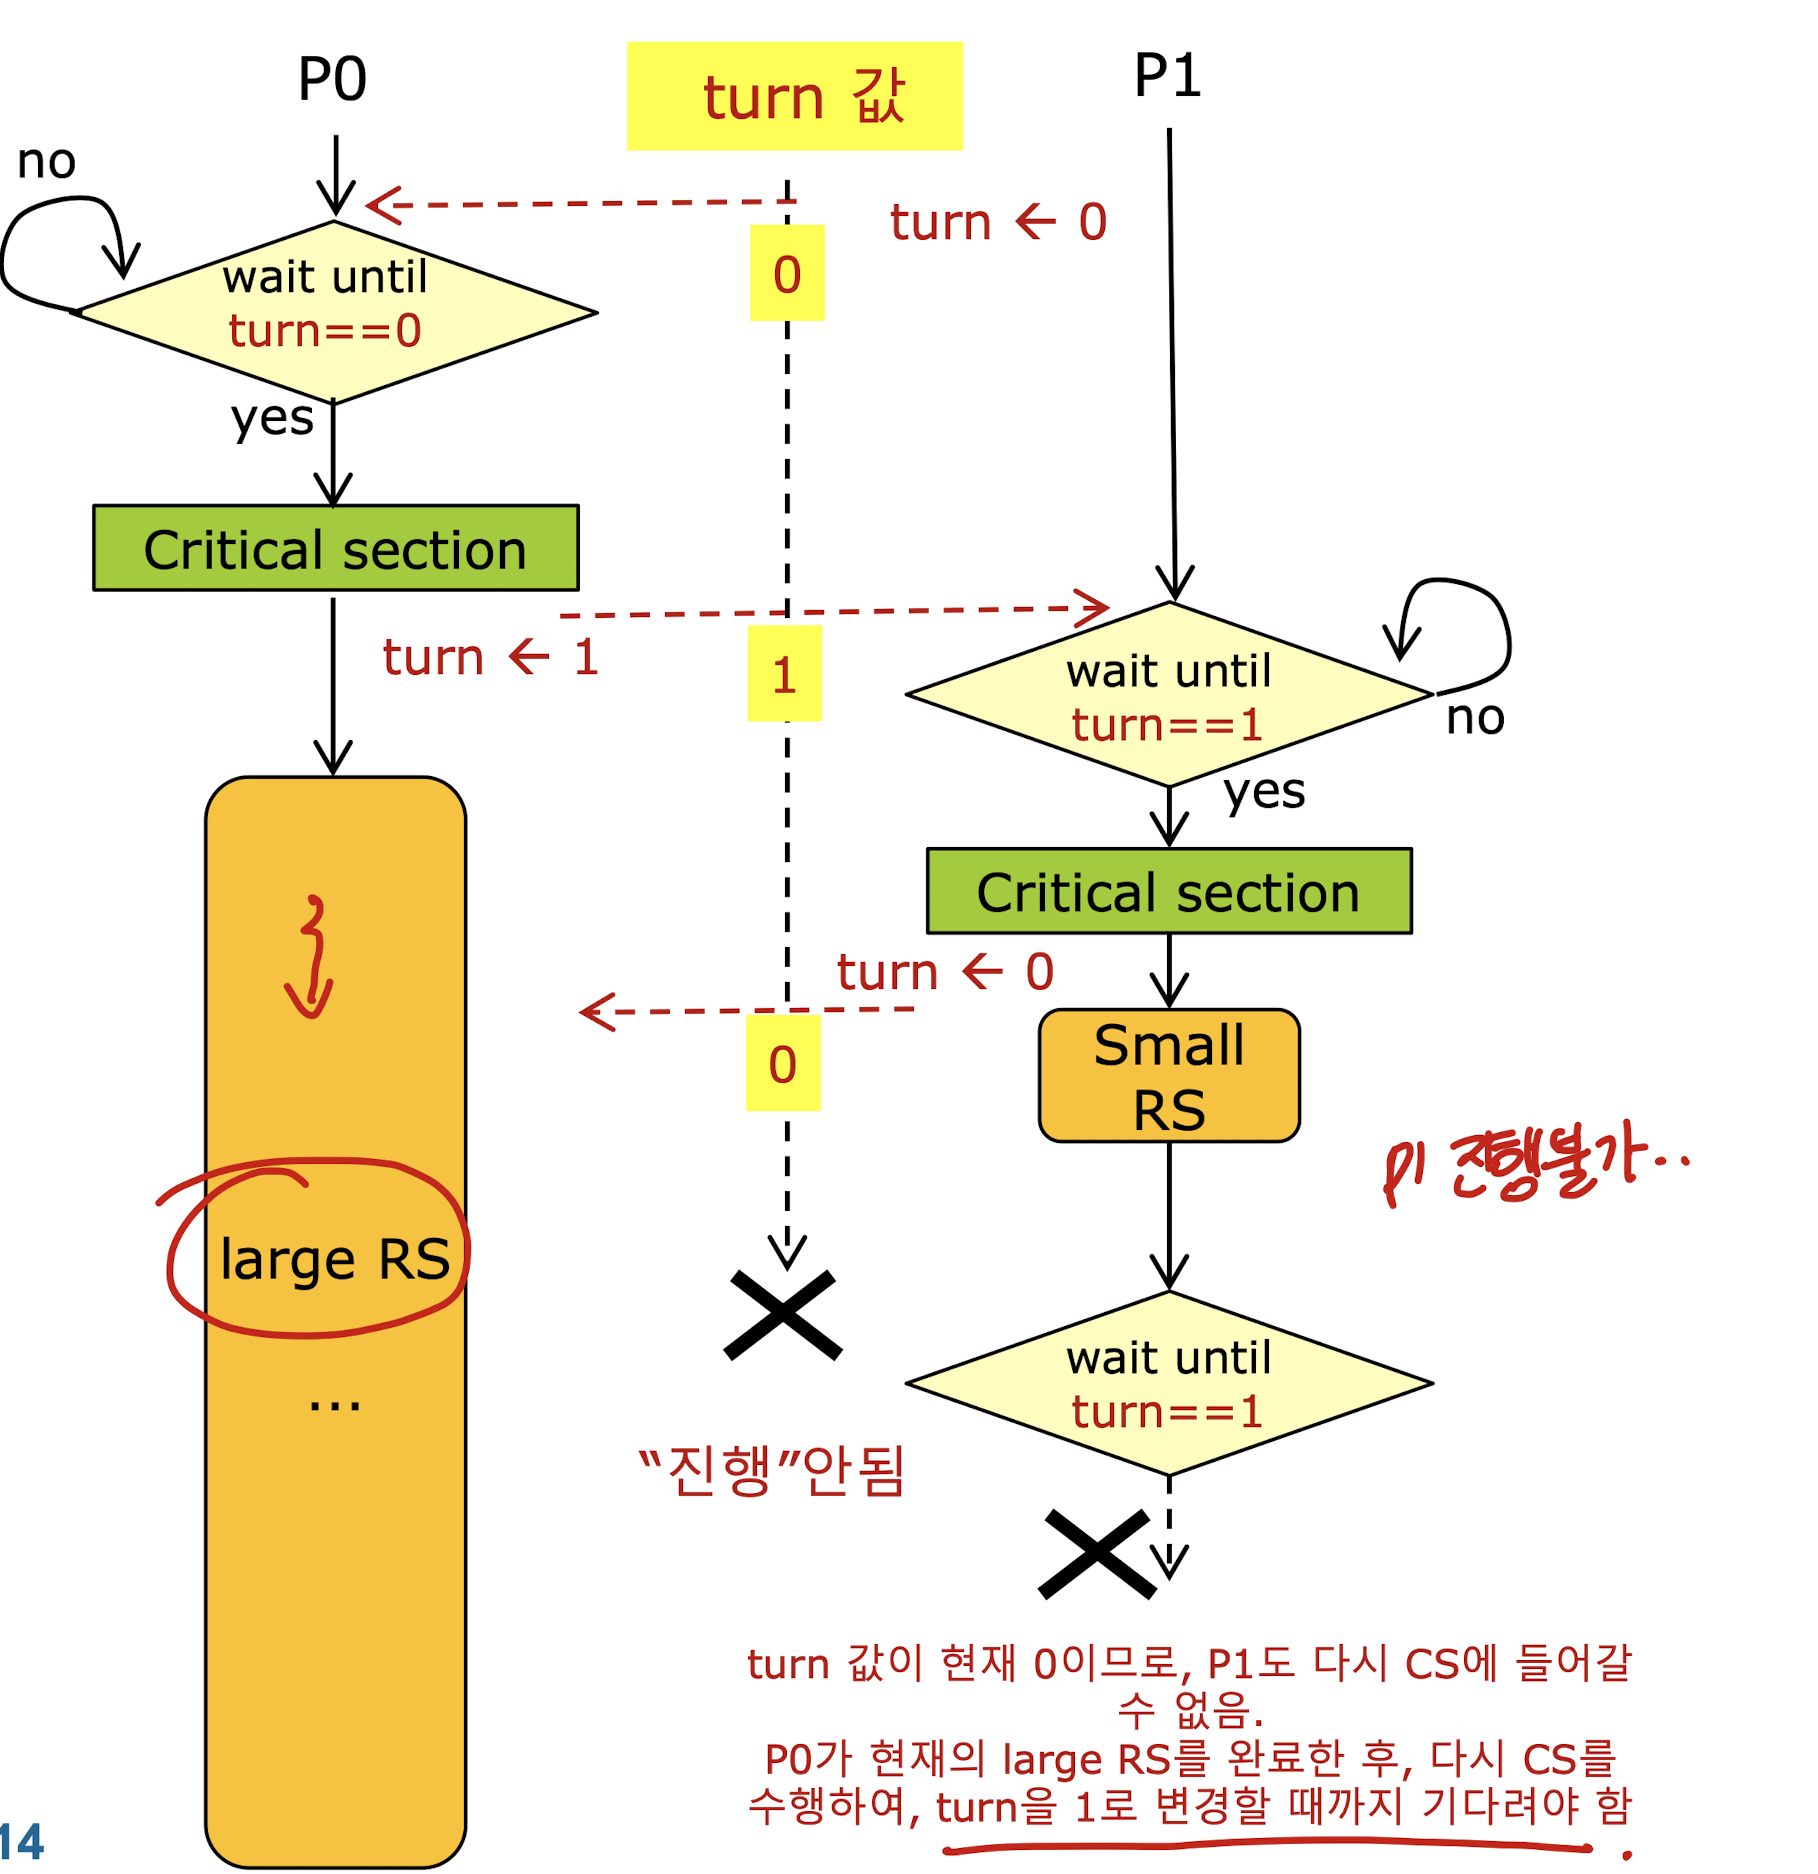 P0
turn 값
P1
no
turn ← 0
wait until
turn==0
0
yes
Critical section
turn ← 1
1
wait until
turn==1
no
yes
Critical section
turn ← 0
0
Small
RS
P1 진행불가..
large RS
...
wait until
turn==1
“진행”안됨
turn 값이 현재 0이므로, P1도 다시 CS에 들어갈
수 없음.
P0가 현재의 large RS를 완료한 후, 다시 CS를
수행하여, turn을 1로 변경할 때까지 기다려야 함
14